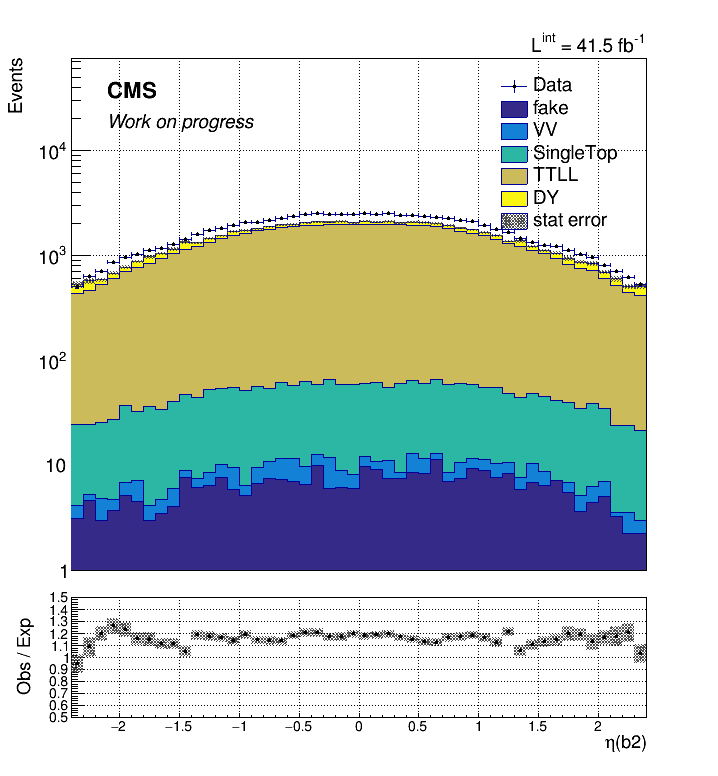 L^int = 41.5 fb^-1
Events
CMS
Work on progress
Data
fake
VV
SingleTop
TTLL
DY
stat error
10^4
10^3
10^2
10
1
Obs / Exp
1.5
1.4
1.3
1.2
1.1
1
0.9
0.8
0.7
0.6
0.5
−2 −1.5 −1 −0.5 0 0.5 1 1.5 2
η(b2)